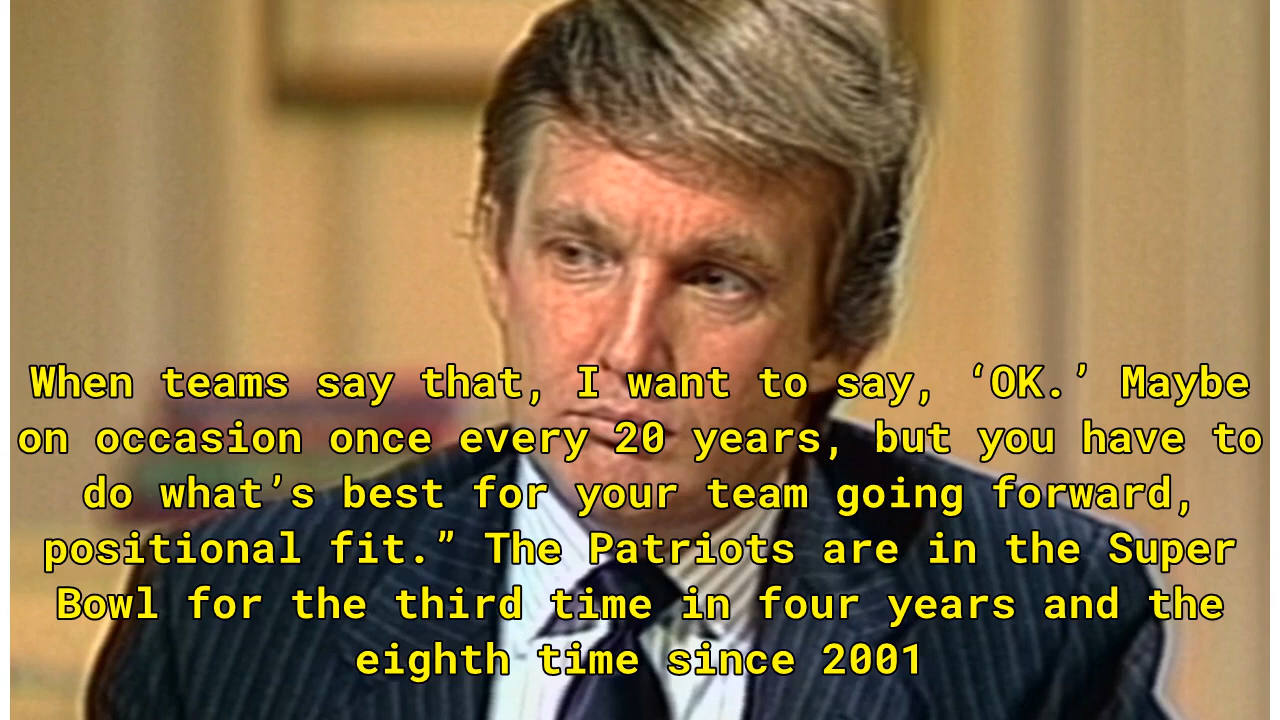 When teams say that, I want to say, ‘OK.’ Maybe
on occasion once every 20 years, but you have to
do what’s best for your team going forward,
positional fit.” The Patriots are in the Super
Bowl for the third time in four years and the
eighth time since 2001